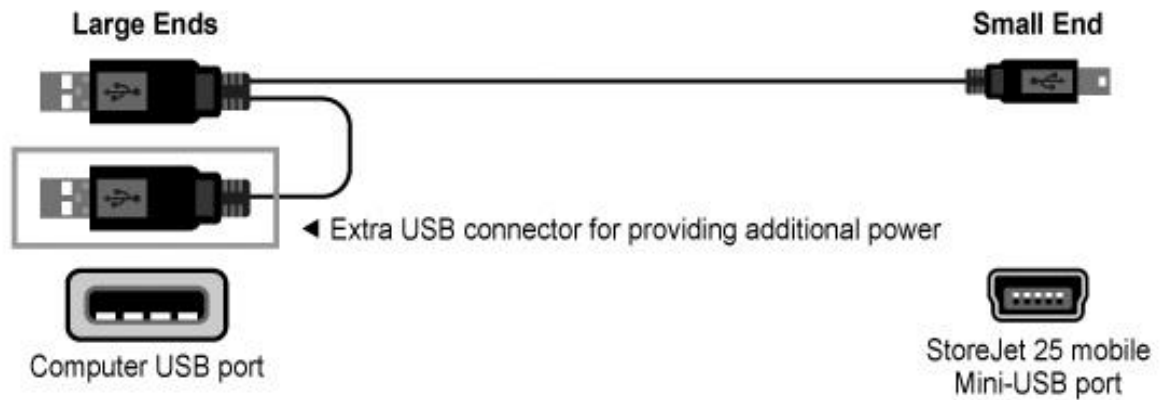 Large Ends
Small End
◄ Extra USB connector for providing additional power
Computer USB port
StoreJet 25 mobile
Mini-USB port